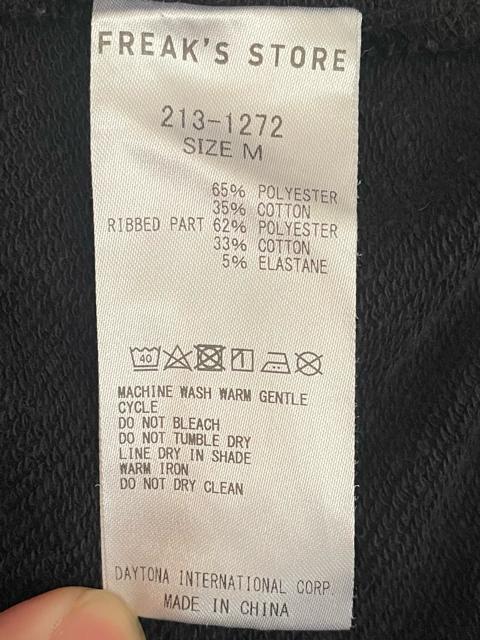 FREAK'S STORE
213-1272
SIZE M
65% POLYESTER
35% COTTON
RIBBED PART 62% POLYESTER
33% COTTON
5% ELASTANE
40
MACHINE WASH WARM GENTLE
CYCLE
DO NOT BLEACH
DO NOT TUMBLE DRY
LINE DRY IN SHADE
WARM IRON
DO NOT DRY CLEAN
DAYTONA INTERNATIONAL CORP.
MADE IN CHINA